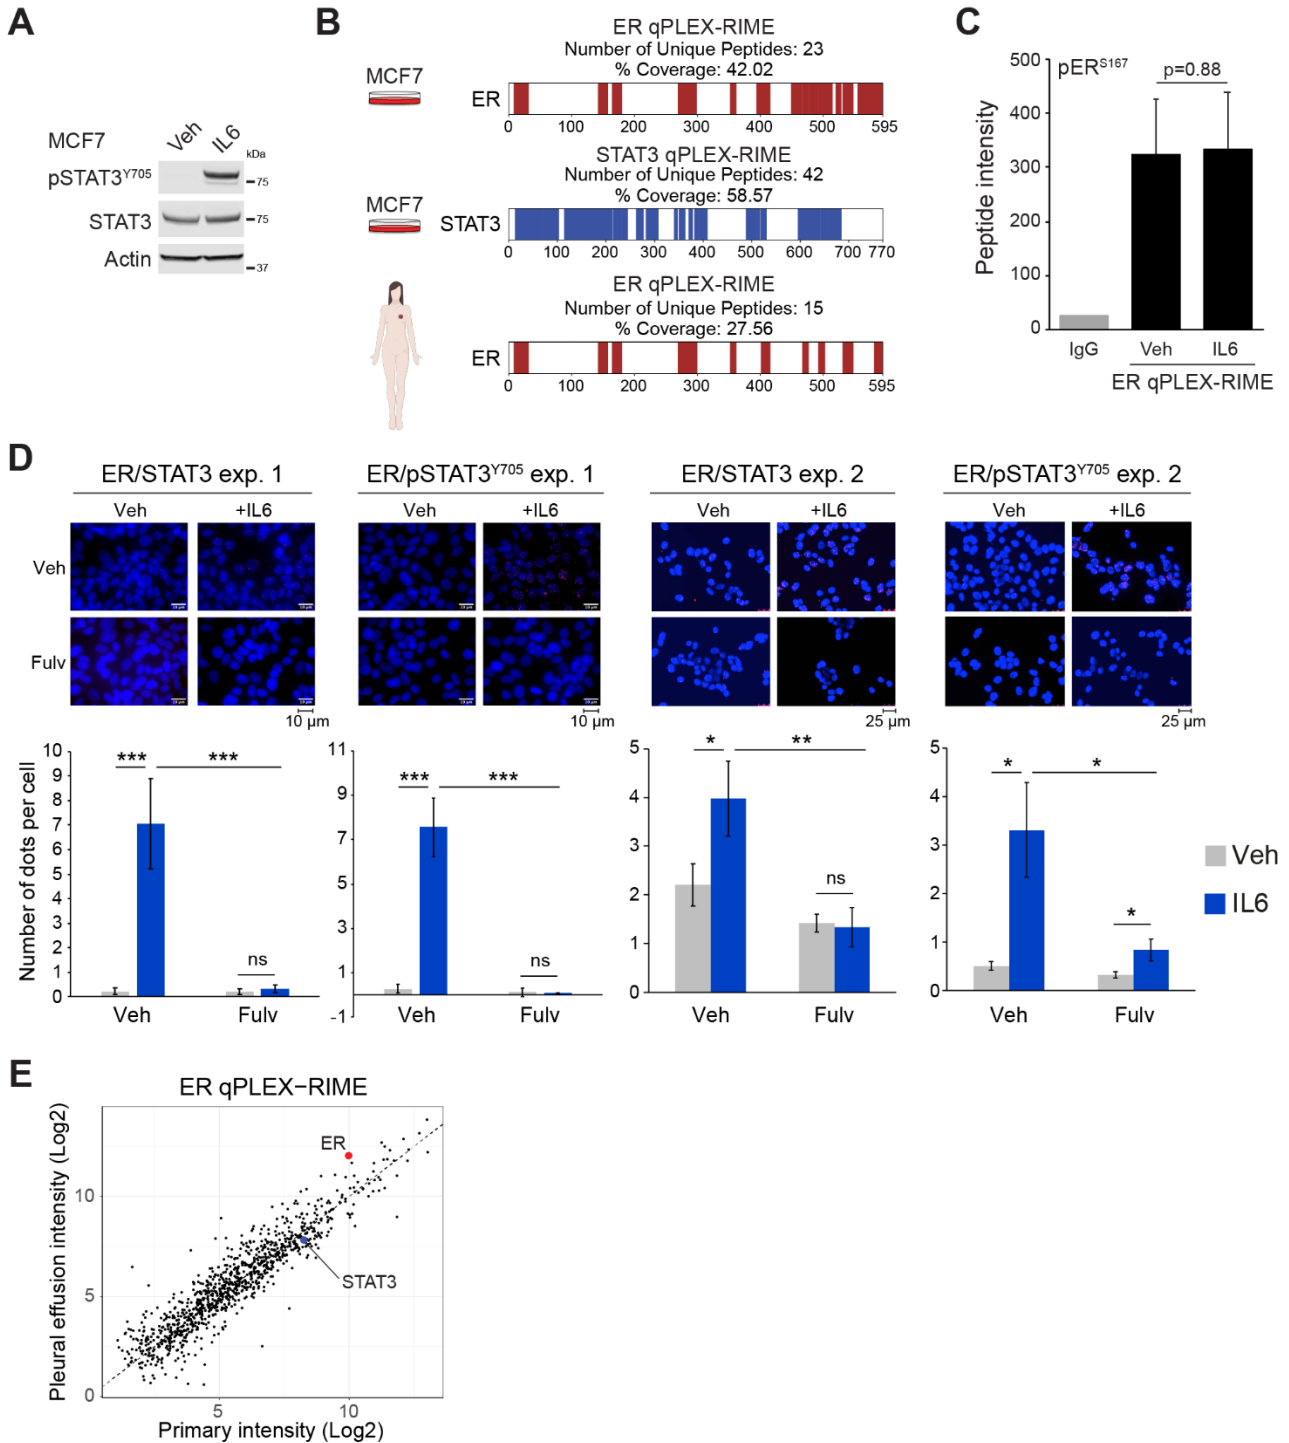 A
MCF7
Veh
IL6
kDa
pSTAT3Y705
75
STAT3
75
Actin
37
B
ER qPLEX-RIME
Number of Unique Peptides: 23
% Coverage: 42.02
MCF7
ER
0 100 200 300 400 500 595
STAT3 qPLEX-RIME
Number of Unique Peptides: 42
% Coverage: 58.57
MCF7
STAT3
0 100 200 300 400 500 600 700 770
ER qPLEX-RIME
Number of Unique Peptides: 15
% Coverage: 27.56
ER
0 100 200 300 400 500 595
C
pERS167
p=0.88
Peptide intensity
500
400
300
200
100
0
IgG Veh IL6
ER qPLEX-RIME
D
ER/STAT3 exp. 1
Veh +IL6
ER/pSTAT3Y705 exp. 1
Veh +IL6
ER/STAT3 exp. 2
Veh +IL6
ER/pSTAT3Y705 exp. 2
Veh +IL6
Veh
Fulv
10 µm
10 µm
25 µm
25 µm
Number of dots per cell
10
9
8
7
6
5
4
3
2
1
0
*** ***
ns
Veh Fulv
11
9
7
5
3
1
-1
*** ***
ns
Veh Fulv
5
4
3
2
1
0
* **
ns
Veh Fulv
5
4
3
2
1
0
* *
*
Veh Fulv
Veh
IL6
E
ER qPLEX−RIME
Pleural effusion intensity (Log2)
10
5
0
ER
STAT3
5 10
Primary intensity (Log2)